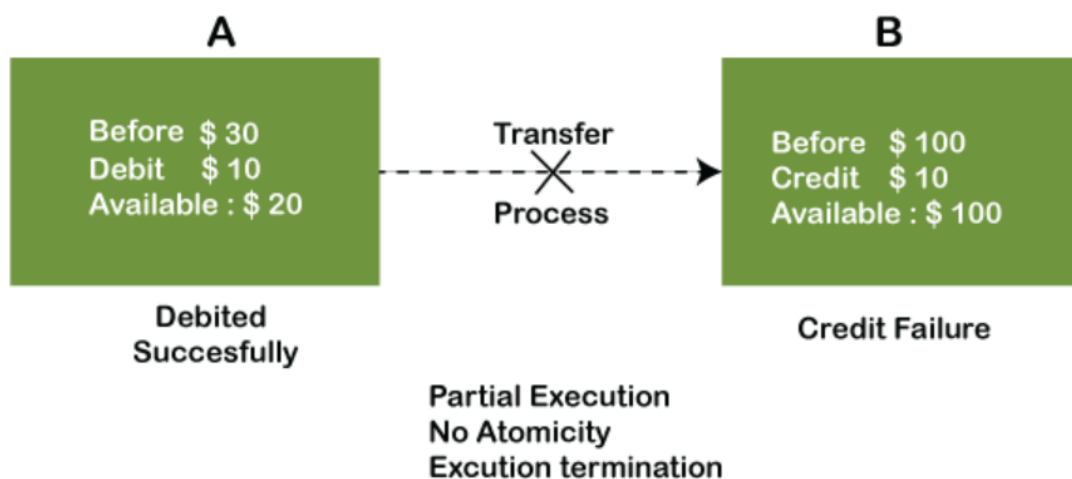 A
Before $ 30
Debit $ 10
Available : $ 20
Debited
Succesfully
Transfer
Process
B
Before $ 100
Credit $ 10
Available : $ 100
Credit Failure
Partial Execution
No Atomicity
Excution termination